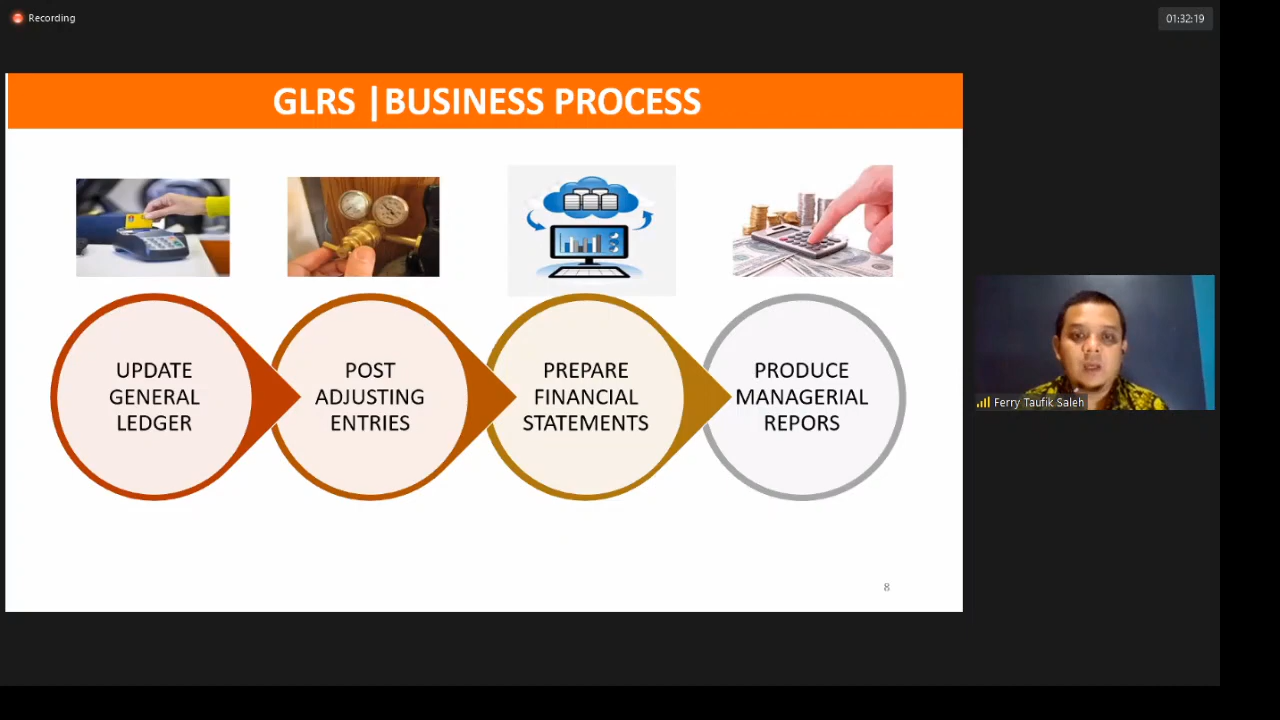 Recording
01:32:19
GLRS |BUSINESS PROCESS
UPDATE
GENERAL
LEDGER
POST
ADJUSTING
ENTRIES
PREPARE
FINANCIAL
STATEMENTS
PRODUCE
MANAGERIAL
REPORS
Ferry Taufik Saleh
8